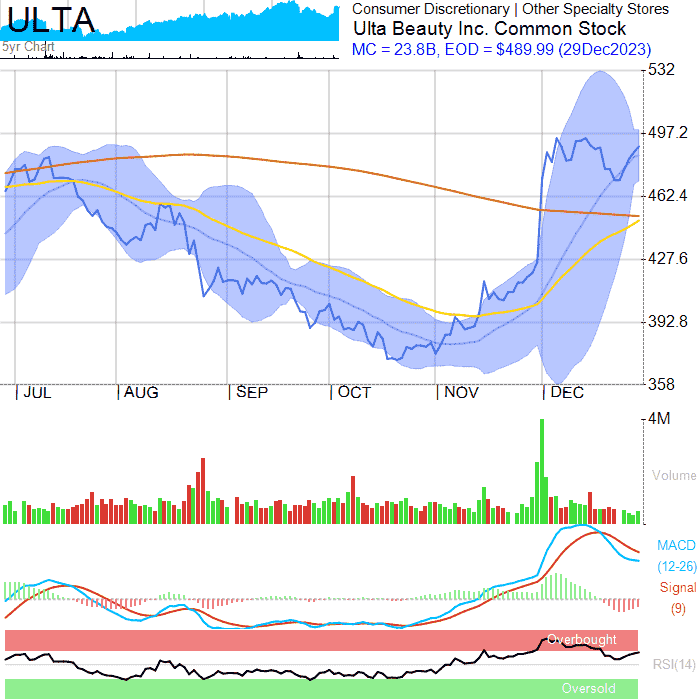 ULTA
5yr Chart
Consumer Discretionary | Other Specialty Stores
Ulta Beauty Inc. Common Stock
MC = 23.8B, EOD = $489.99 (29Dec2023)
532
497.2
462.4
427.6
392.8
358
JUL AUG SEP OCT NOV DEC
4M
Volume
MACD
(12-26)
Signal
(9)
Overbought
RSI(14)
Oversold